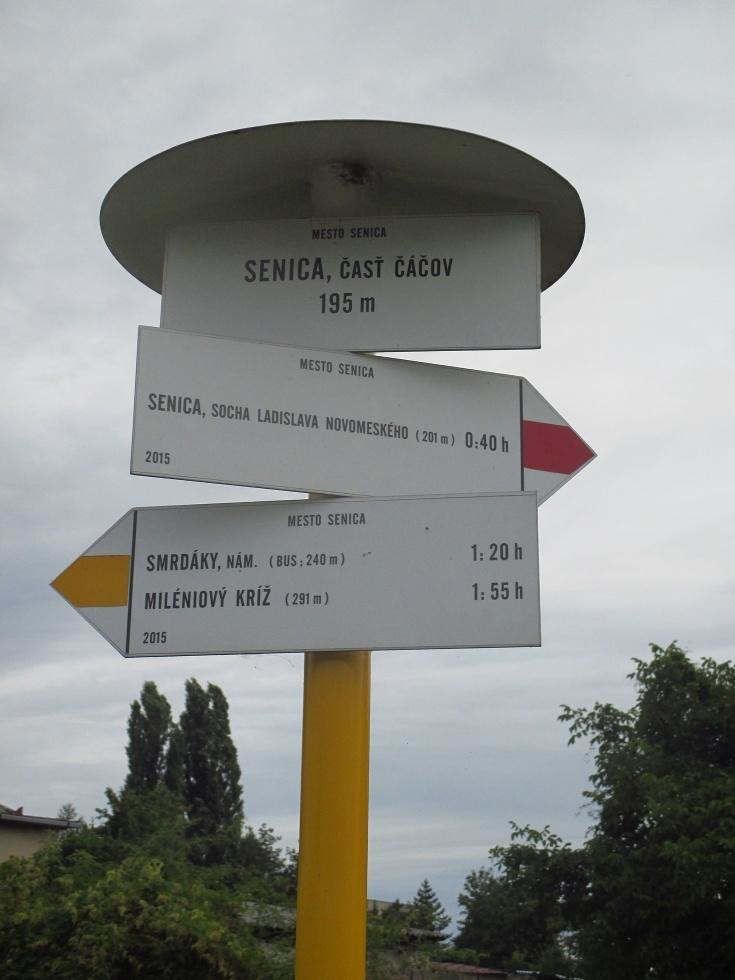 MESTO SENICA
SENICA, ČASŤ ČÁČOV
195 m
MESTO SENICA
SENICA, SOCHA LADISLAVA NOVOMESKÉHO (201 m) 0:40 h
2015
MESTO SENICA
SMRDÁKY, NÁM. (BUS; 240 m) 1:20 h
MILÉNIOVÝ KRÍŽ (291 m) 1:55 h
2015